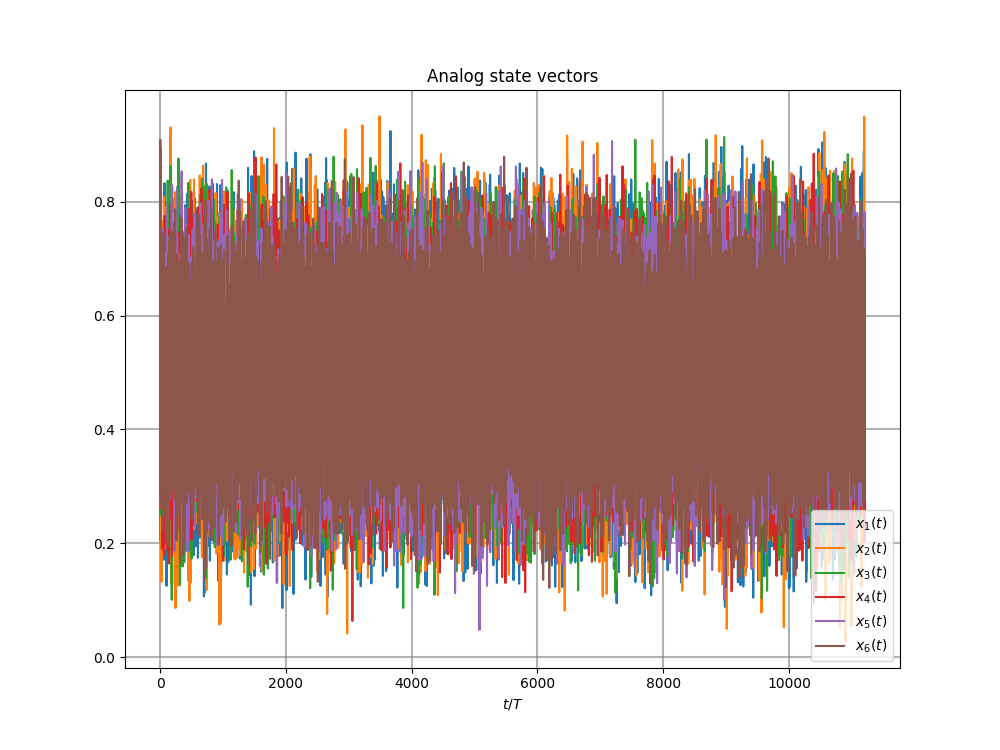 Analog state vectors
0.8
0.6
0.4
0.2
0.0
0
2000
4000
6000
8000
10000
t/T
x₁(t)
x₂(t)
x₃(t)
x₄(t)
x₅(t)
x₆(t)